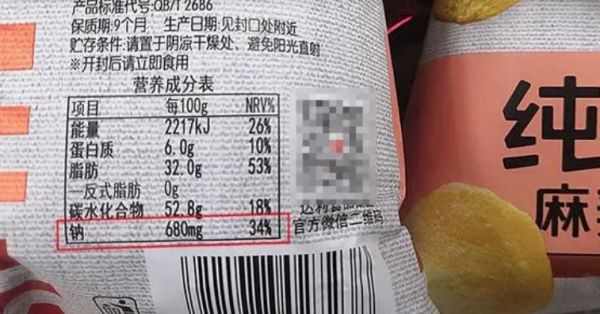 产品标准代号:QB/T 2686
保质期:9个月 生产日期:见封口处附近
贮存条件:请置于阴凉干燥处、避免阳光直射
※开封后请立即食用
营养成分表
项目 每100g NRV%
能量 2217kJ 26%
蛋白质 6.0g 10%
脂肪 32.0g 53%
—反式脂肪 0g
碳水化合物 52.8g 18%
钠 680mg 34%
官方微信二维码
纯
麻